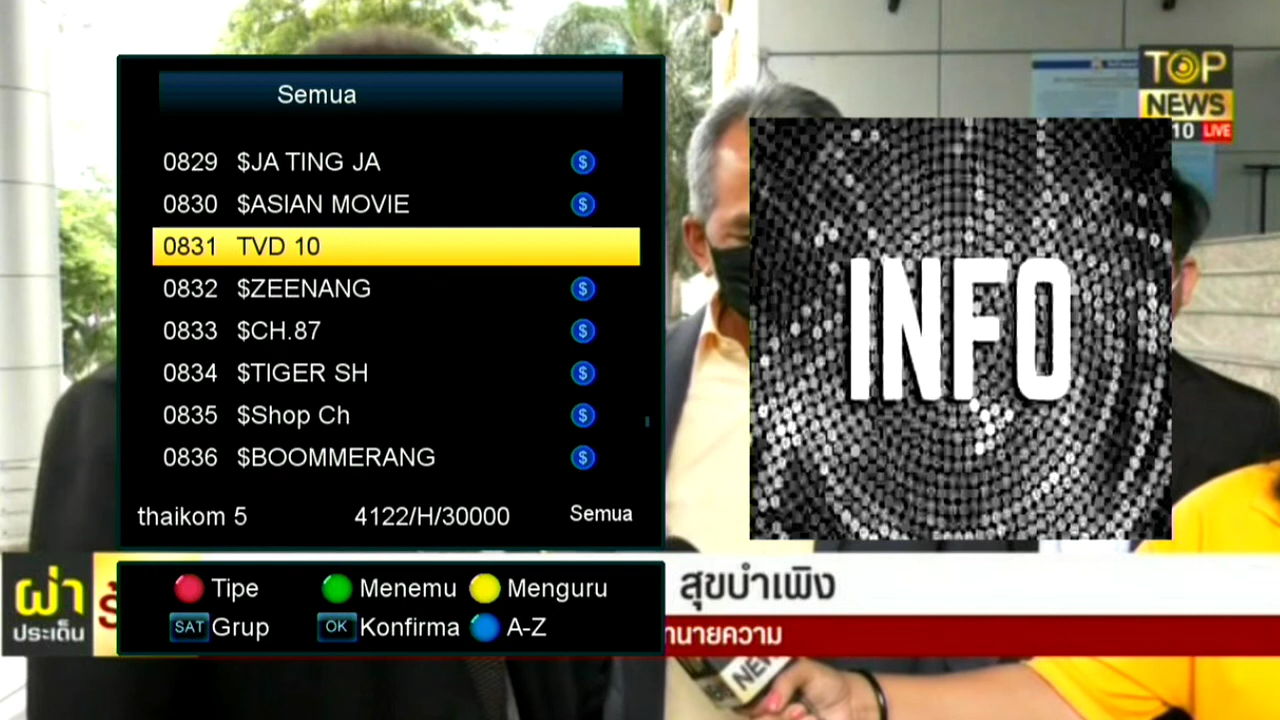 Semua
0829 $JA TING JA $
0830 $ASIAN MOVIE $
0831 TVD 10
0832 $ZEENANG $
0833 $CH.87 $
0834 $TIGER SH $
0835 $Shop Ch $
0836 $BOOMMERANG $
thaikom 5 4122/H/30000 Semua
Tipe Menemu Menguru
SAT Grup OK Konfirma A-Z
TOP
NEWS
10 LIVE
INFO
ผ่า
ประเด็น
สุขบำเพิง
นายความ
NEW